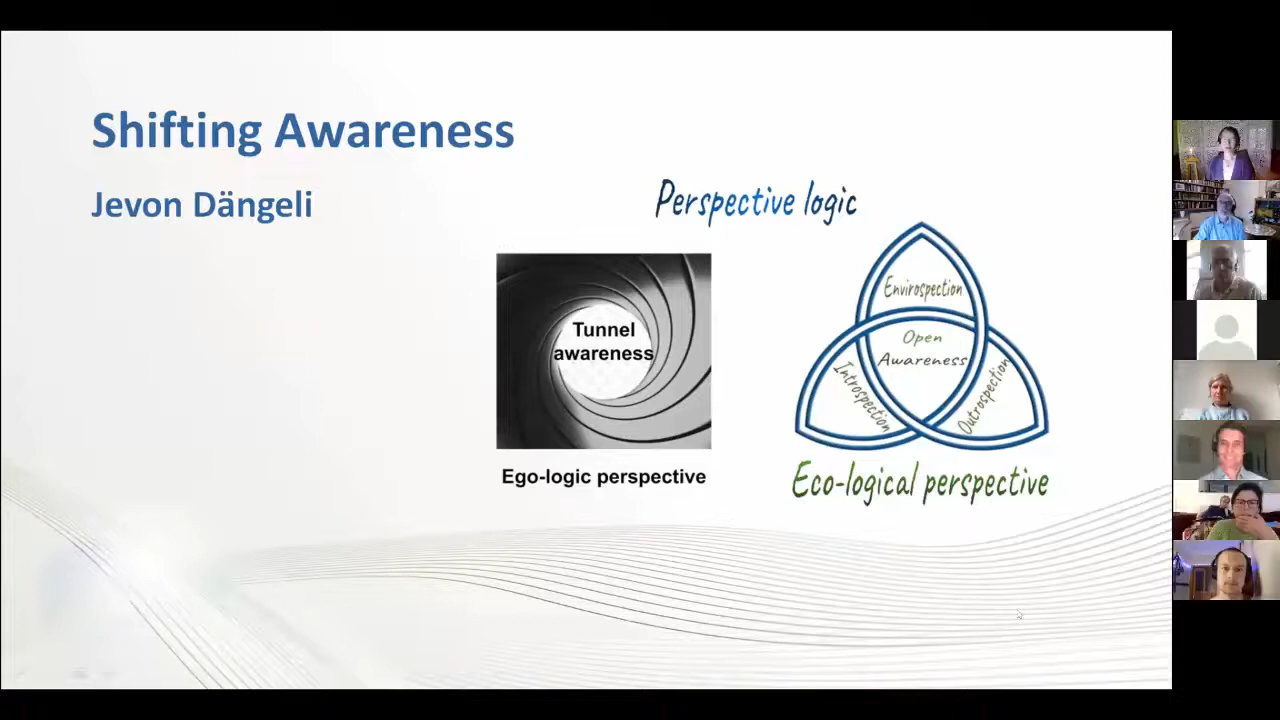 Shifting Awareness
Jevon Dängeli
Perspective logic
Tunnel
awareness
Ego-logic perspective
Envirospection
Open
Awareness
Introspection
Outrospection
Eco-logical perspective